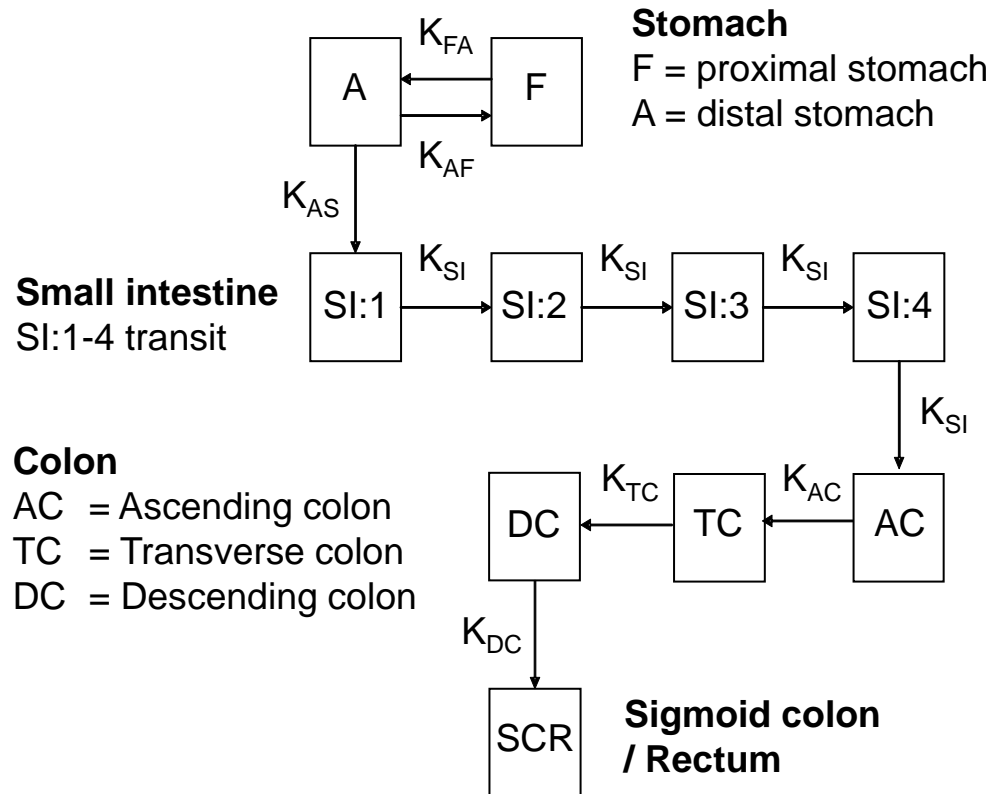 Stomach
F = proximal stomach
A = distal stomach
K_FA
A
F
K_AF
K_AS
Small intestine
SI:1-4 transit
K_SI
K_SI
K_SI
SI:1
SI:2
SI:3
SI:4
K_SI
Colon
AC = Ascending colon
TC = Transverse colon
DC = Descending colon
K_TC
K_AC
DC
TC
AC
K_DC
SCR
Sigmoid colon
/ Rectum